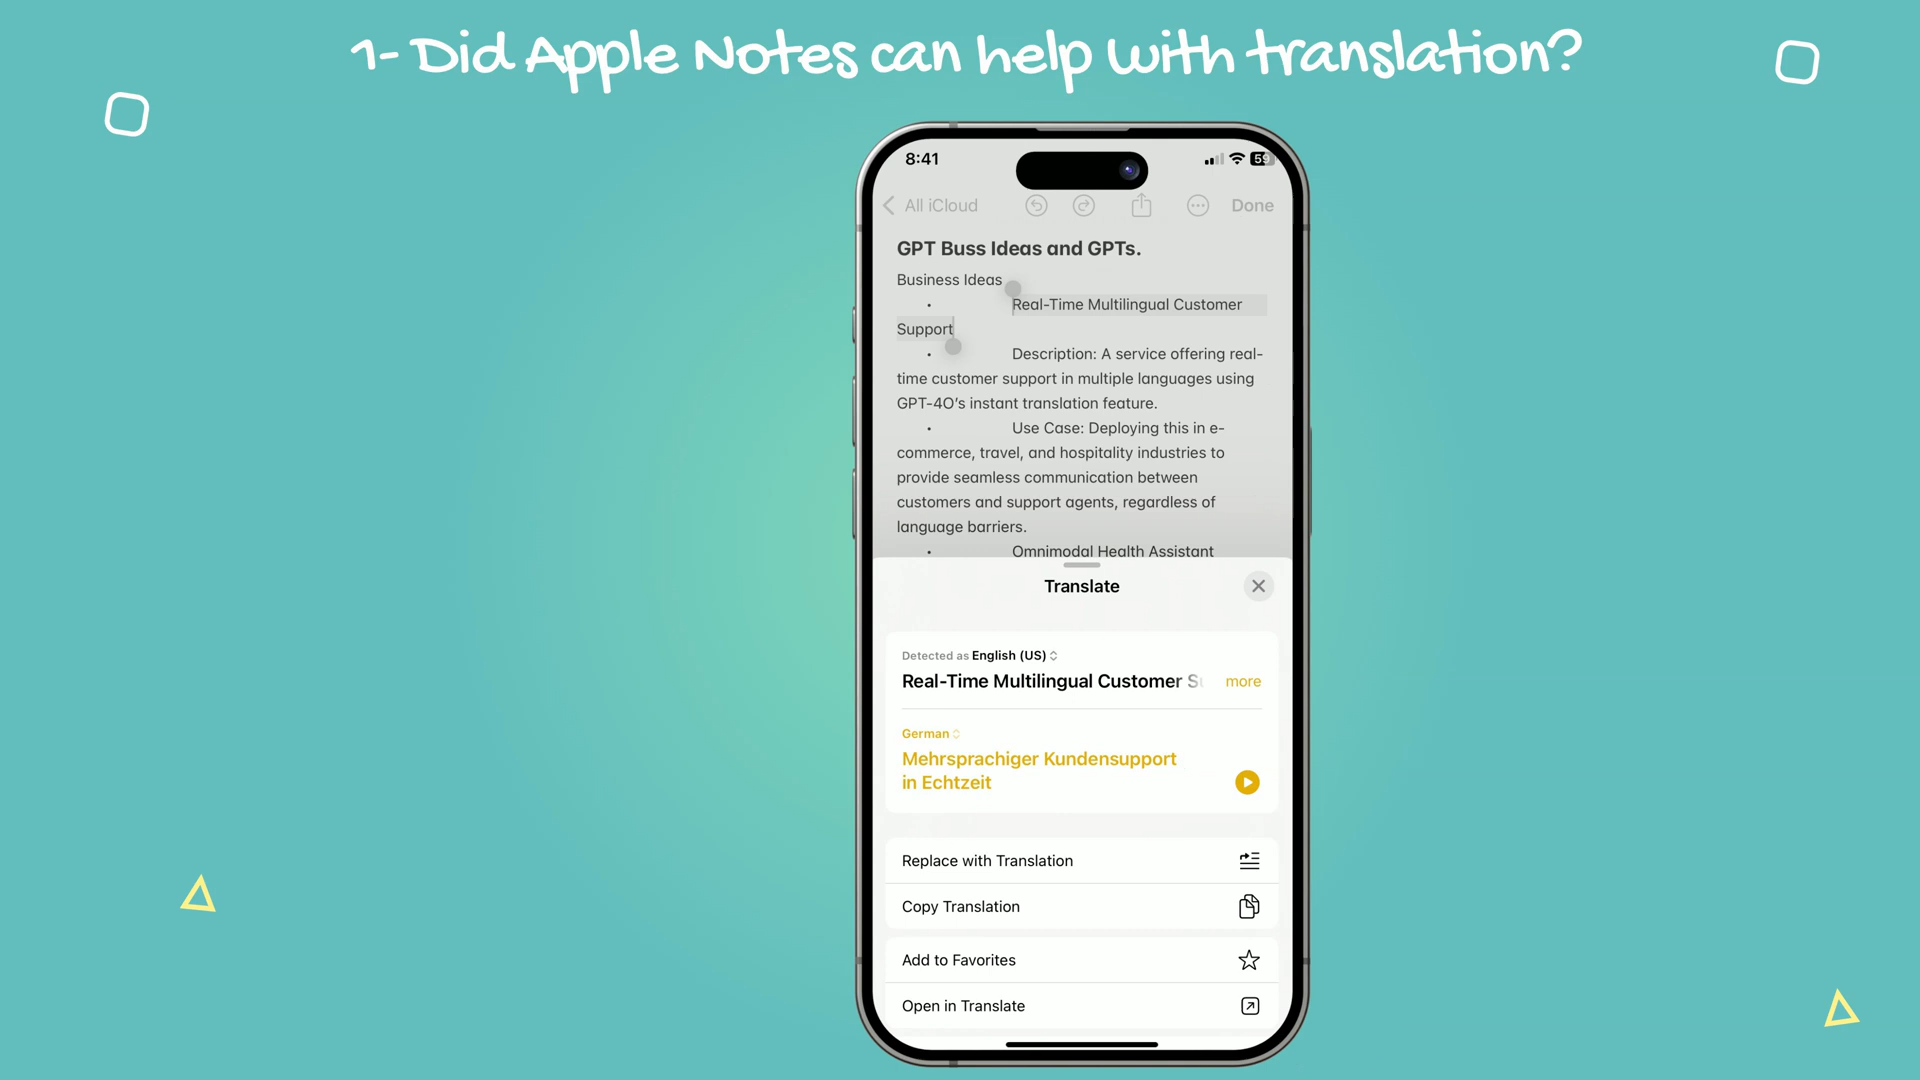 1- Did Apple Notes can help with translation?
8:41
59
All iCloud
Done
GPT Buss Ideas and GPTs.
Business Ideas
• Real-Time Multilingual Customer
Support
• Description: A service offering real-
time customer support in multiple languages using
GPT-4O's instant translation feature.
• Use Case: Deploying this in e-
commerce, travel, and hospitality industries to
provide seamless communication between
customers and support agents, regardless of
language barriers.
• Omnimodal Health Assistant
Translate
Detected as English (US)
Real-Time Multilingual Customer S
more
German
Mehrsprachiger Kundensupport
in Echtzeit
Replace with Translation
Copy Translation
Add to Favorites
Open in Translate